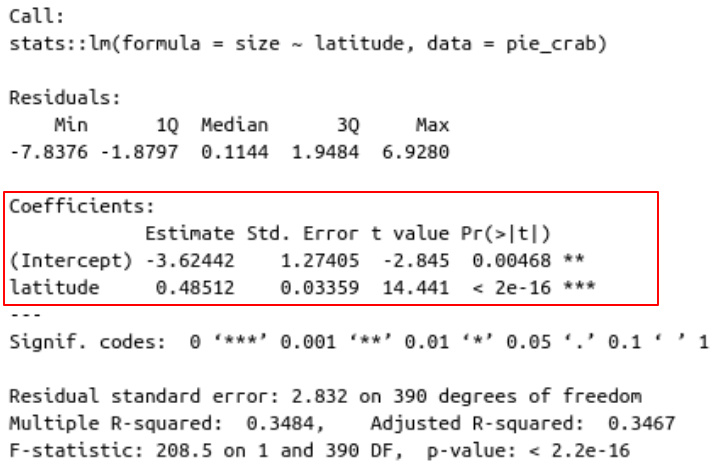 Call:
stats::lm(formula = size ~ latitude, data = pie_crab)
Residuals:
Min 1Q Median 3Q Max
-7.8376 -1.8797 0.1144 1.9484 6.9280
Coefficients:
Estimate Std. Error t value Pr(>|t|)
(Intercept) -3.62442 1.27405 -2.845 0.00468 **
latitude 0.48512 0.03359 14.441 < 2e-16 ***
---
Signif. codes: 0 ‘***’ 0.001 ‘**’ 0.01 ‘*’ 0.05 ‘.’ 0.1 ‘ ’ 1
Residual standard error: 2.832 on 390 degrees of freedom
Multiple R-squared: 0.3484, Adjusted R-squared: 0.3467
F-statistic: 208.5 on 1 and 390 DF, p-value: < 2.2e-16